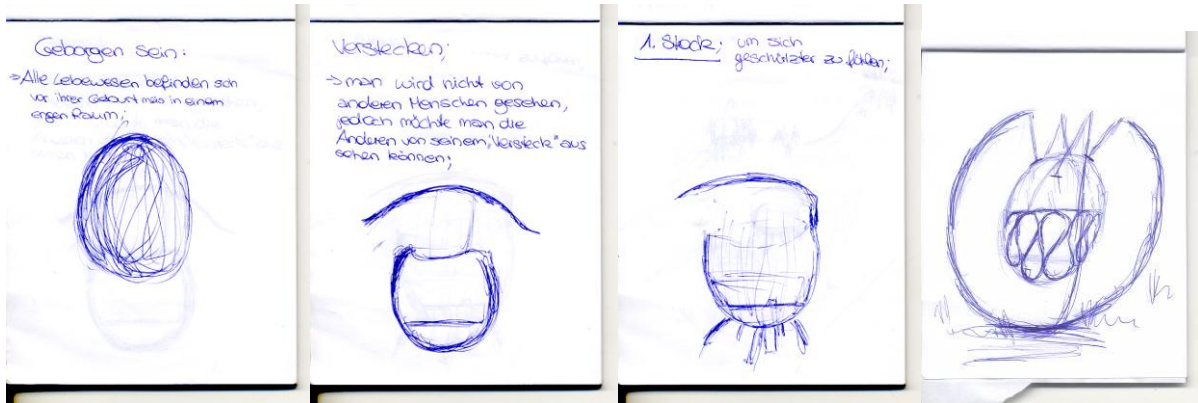 Geborgen sein:
⇒ Alle Lebewesen befinden sich
vor ihrer Geburt mas in einem
engen Raum;
Verstecken;
→ man wird nicht von
anderen Menschen gesehen,
jedoch möchte man die
Anderen von seinem, "Versteck" aus
sehen können;
1. Stock; um sich
geschützter zu fühlen;